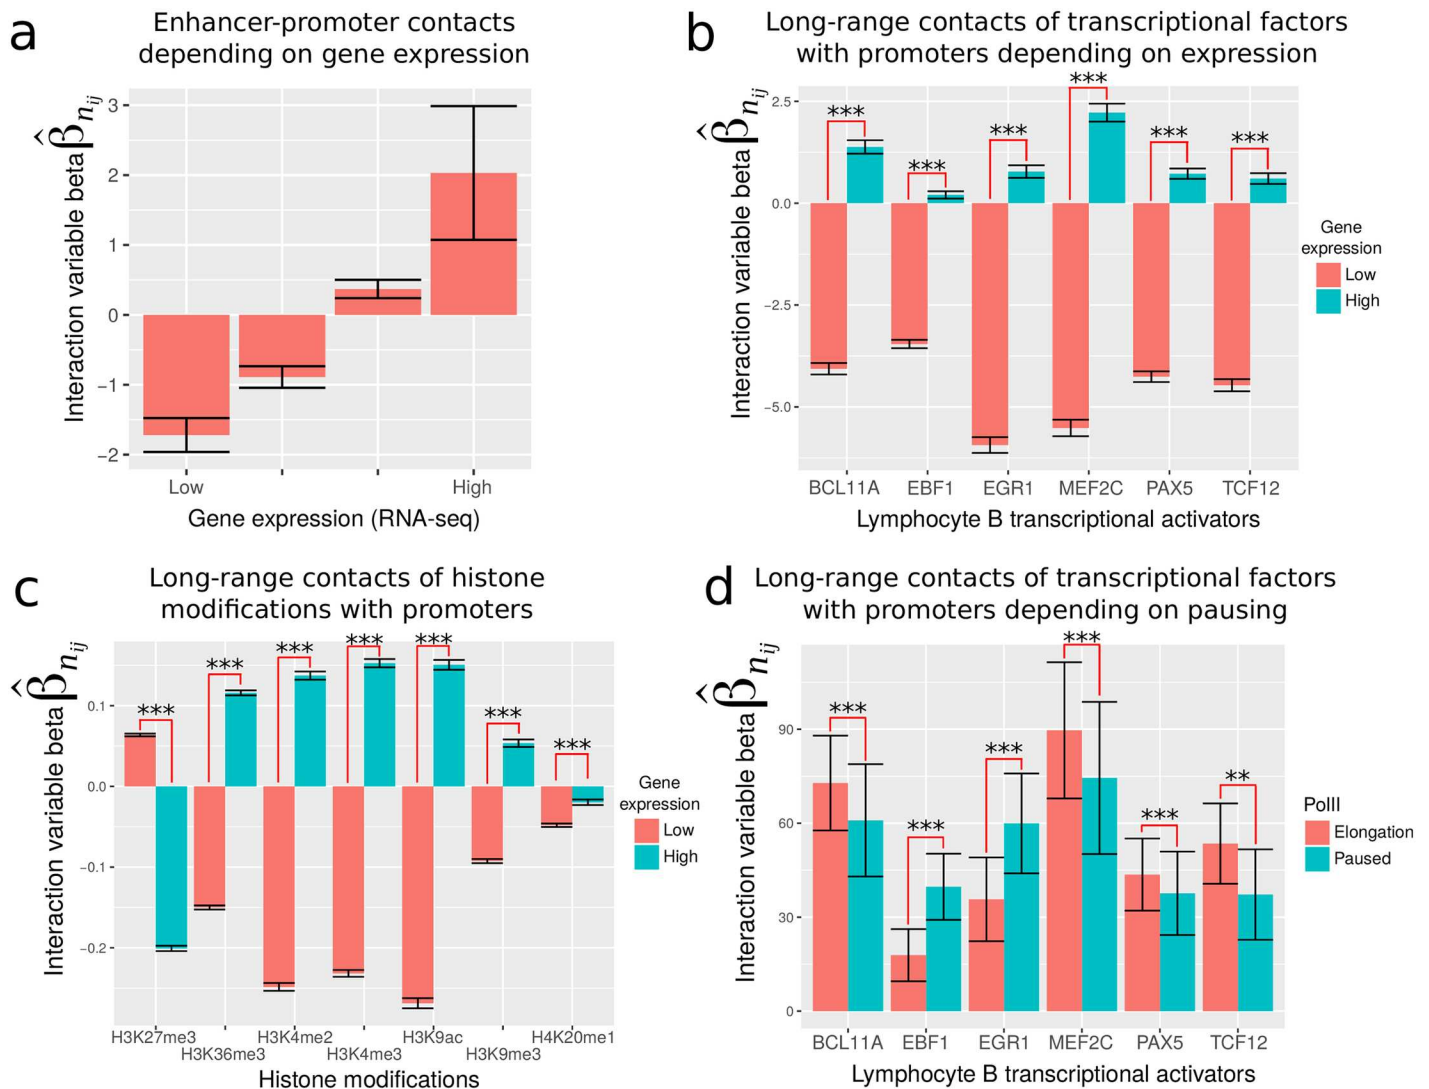 a
Enhancer-promoter contacts
depending on gene expression
Interaction variable beta β̂nij
3
2
1
0
−1
−2
Low
High
Gene expression (RNA-seq)
b
Long-range contacts of transcriptional factors
with promoters depending on expression
Interaction variable beta β̂nij
2.5
0.0
−2.5
−5.0
***
***
***
***
***
***
BCL11A
EBF1
EGR1
MEF2C
PAX5
TCF12
Lymphocyte B transcriptional activators
Gene
expression
Low
High
c
Long-range contacts of histone
modifications with promoters
Interaction variable beta β̂nij
0.1
0.0
−0.1
−0.2
***
***
***
***
***
***
***
H3K27me3
H3K36me3
H3K4me2
H3K4me3
H3K9ac
H3K9me3
H4K20me1
Histone modifications
Gene
expression
Low
High
d
Long-range contacts of transcriptional factors
with promoters depending on pausing
Interaction variable beta β̂nij
90
60
30
0
***
***
***
***
***
**
BCL11A
EBF1
EGR1
MEF2C
PAX5
TCF12
Lymphocyte B transcriptional activators
PolII
Elongation
Paused